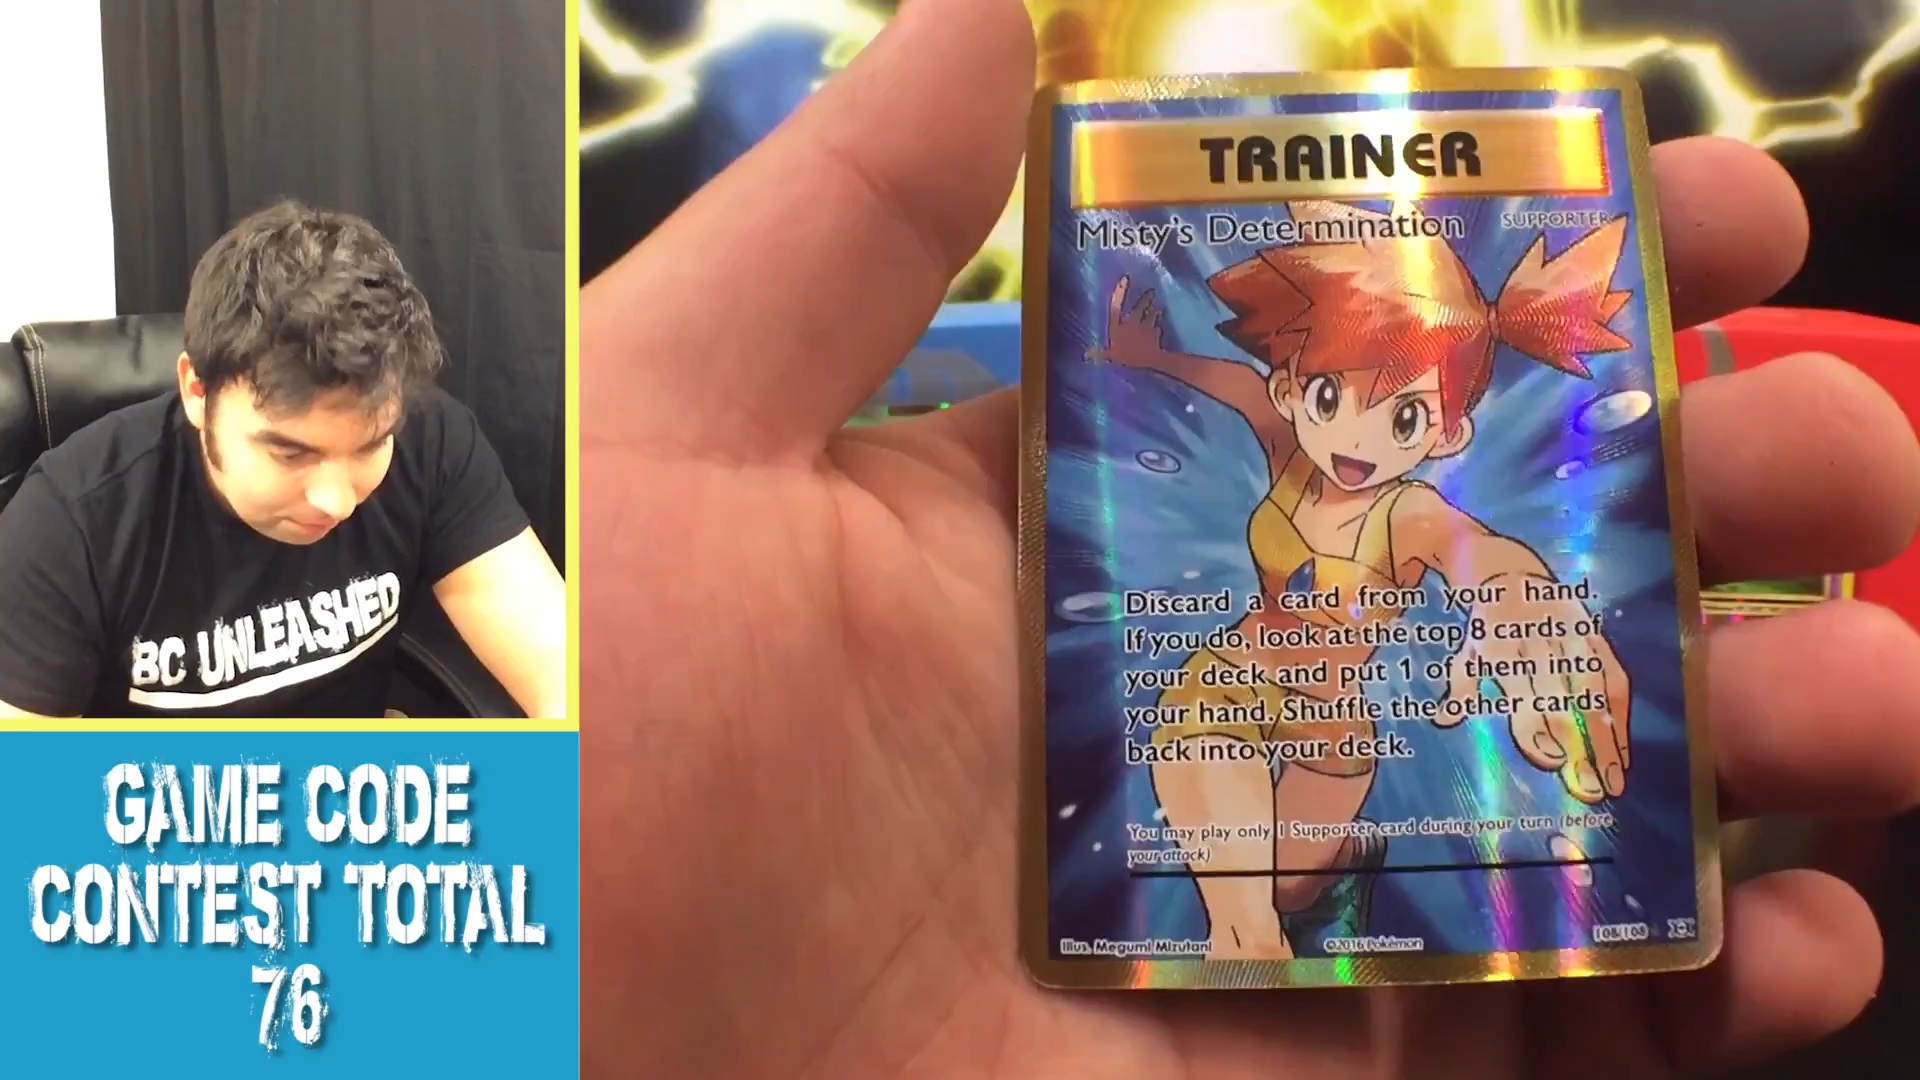 BC UNLEASHED
GAME CODE
CONTEST TOTAL
76
TRAINER
Misty's Determination SUPPORTER
Discard a card from your hand.
If you do, look at the top 8 cards of
your deck and put 1 of them into
your hand. Shuffle the other cards
back into your deck.
You may play only 1 Supporter card during your turn (before
your attack)
Illus. Megumi Mizutani ©2016 Pokémon 108/108